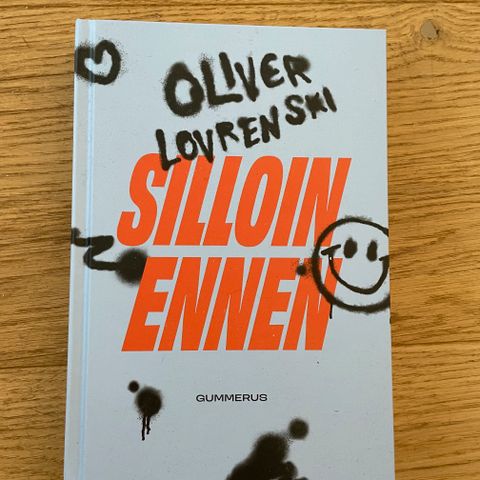 OLIVER
LOVRENSKI
SILLOIN
ENNEN
GUMMERUS